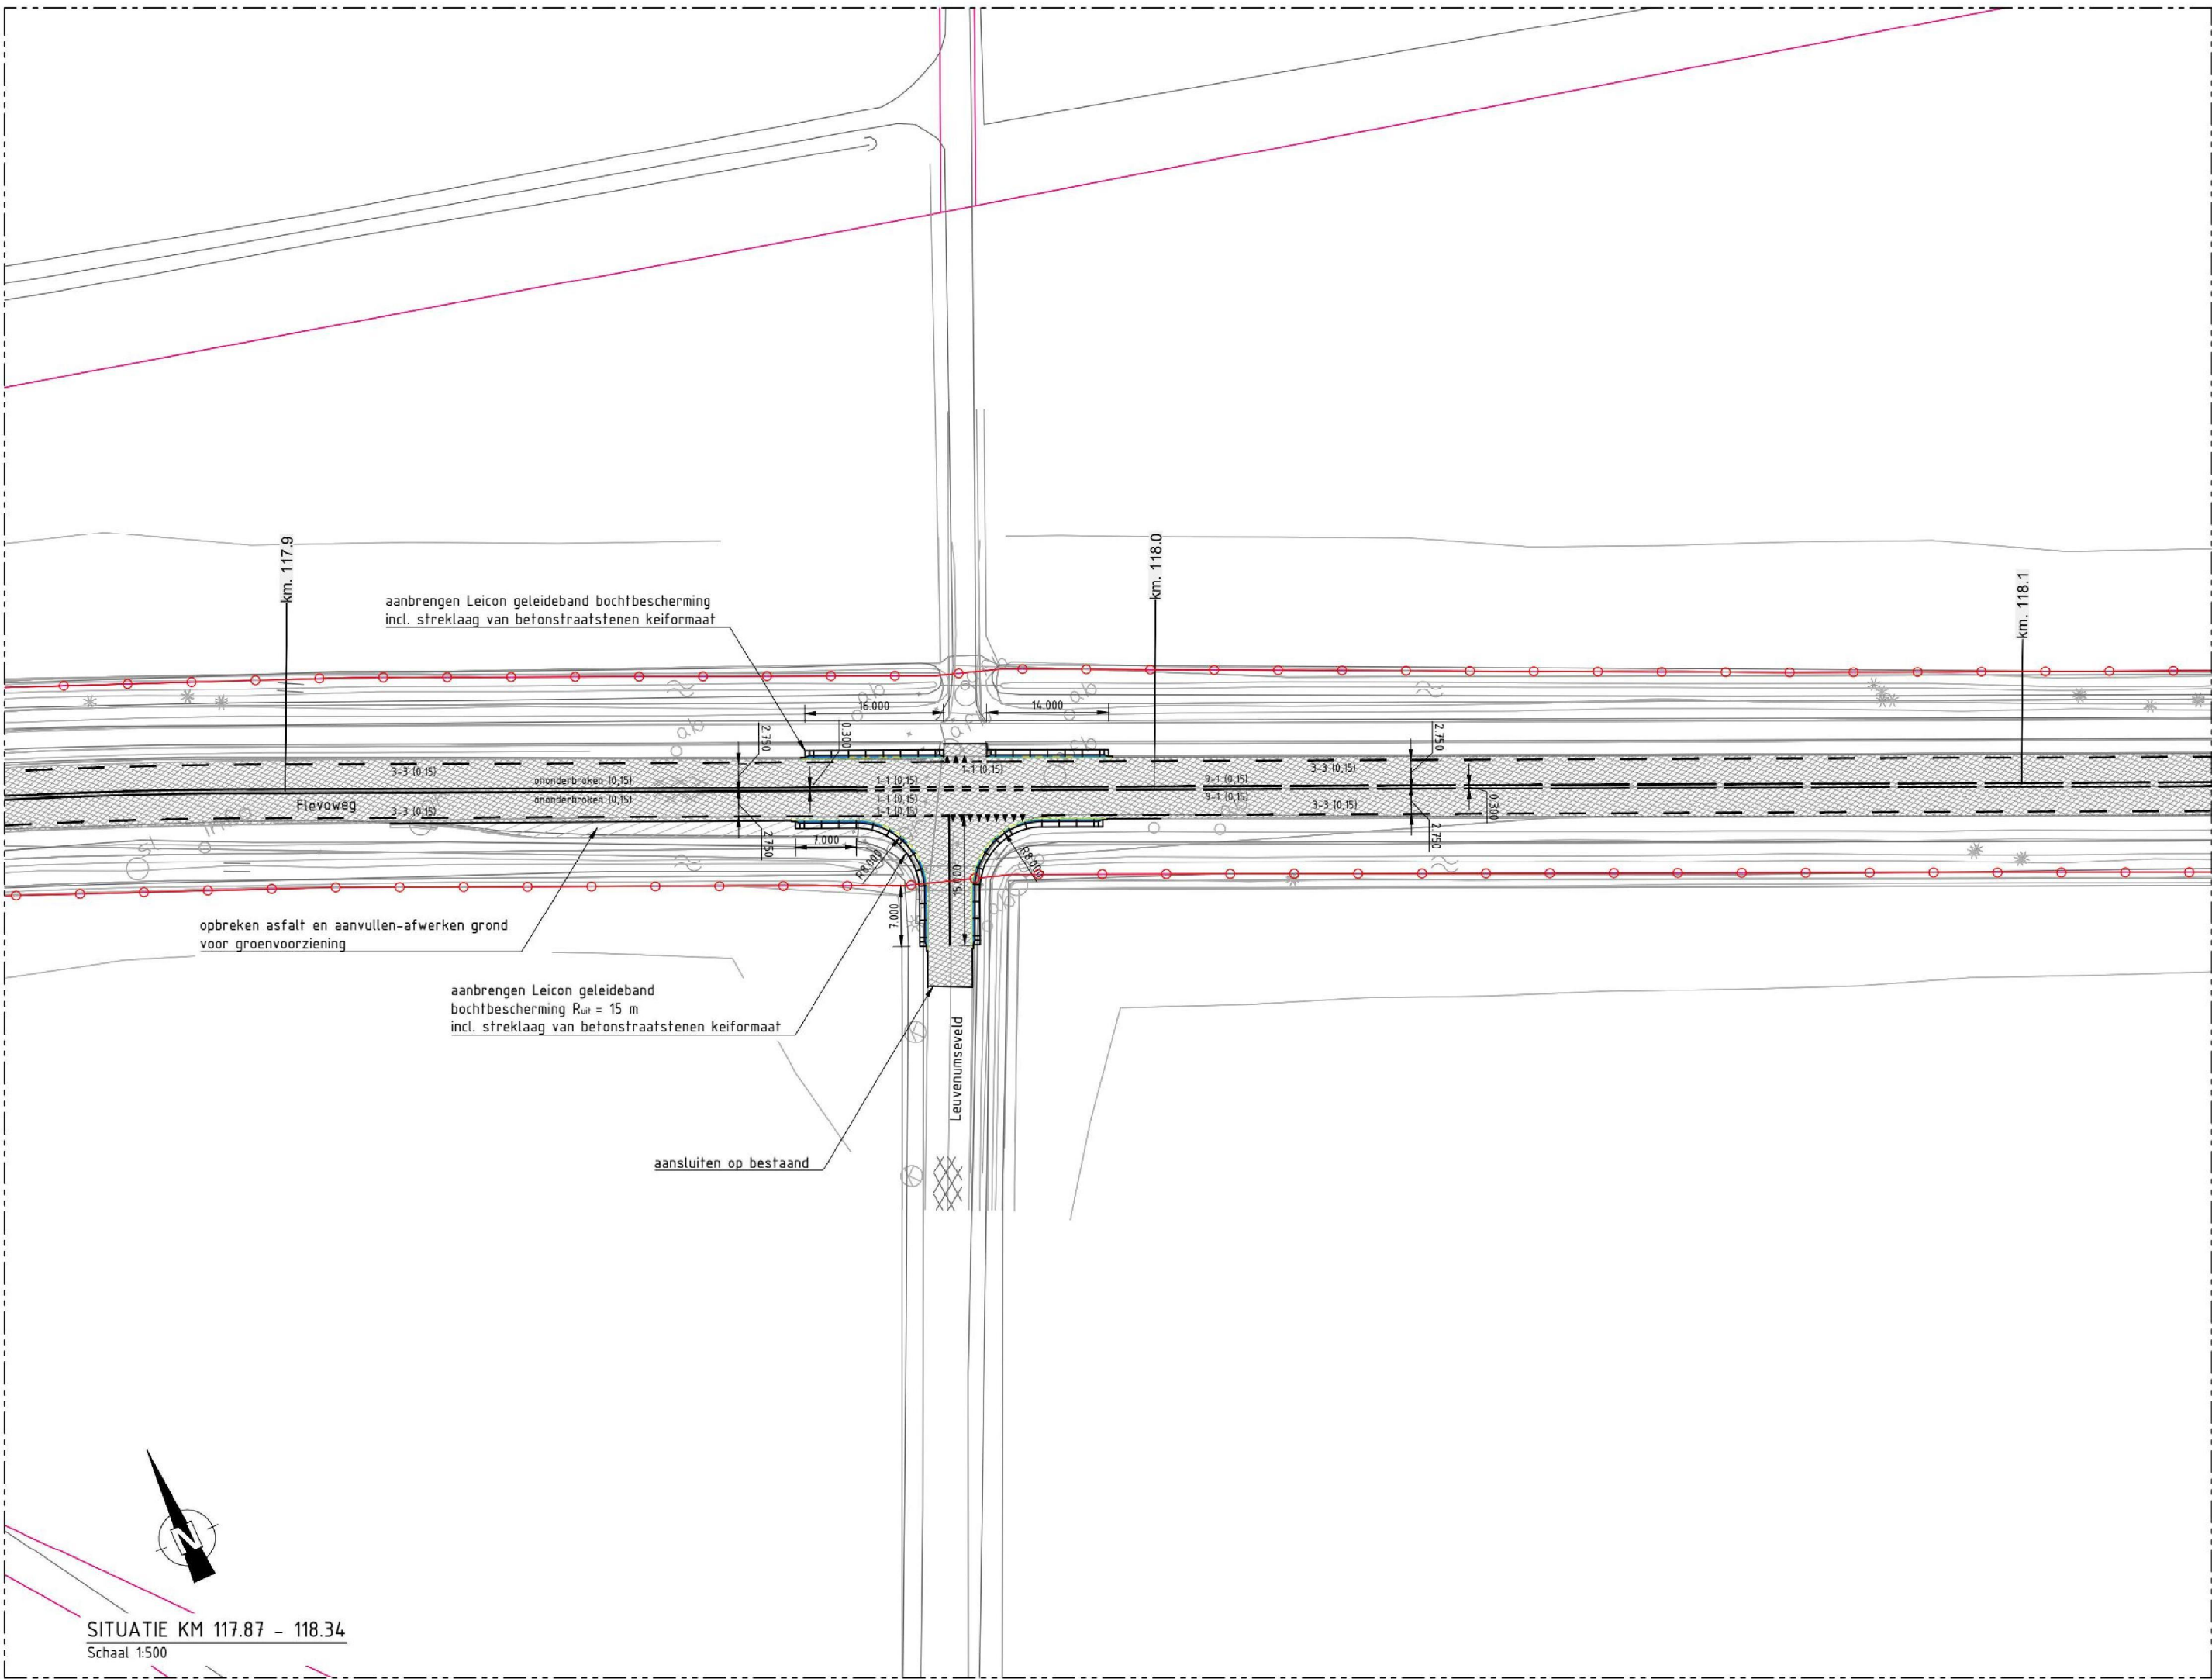 km. 117.9
km. 118.0
km. 118.1
aanbrengen Leicon geleideband bochtbescherming
incl. streklaag van betonstraatstenen keiformaat
ab
ab
ab
16.000
14.000
2.750
0.300
2.750
3-3 (0,15)
ononderbroken (0,15)
1-1 (0,15)
1-1 (0,15)
9-1 (0,15)
3-3 (0,15)
Flevoweg
3-3 (0,15)
ononderbroken (0,15)
1-1 (0,15)
1-1 (0,15)
9-1 (0,15)
3-3 (0,15)
0.300
2.750
2.750
7.000
R8.000
R8.000
15.000
7.000
opbreken asfalt en aanvullen-afwerken grond
voor groenvoorziening
aanbrengen Leicon geleideband
bochtbescherming Ruit = 15 m
incl. streklaag van betonstraatstenen keiformaat
Leuvenumseveld
aansluiten op bestaand
N
SITUATIE KM 117.87 - 118.34
Schaal 1:500